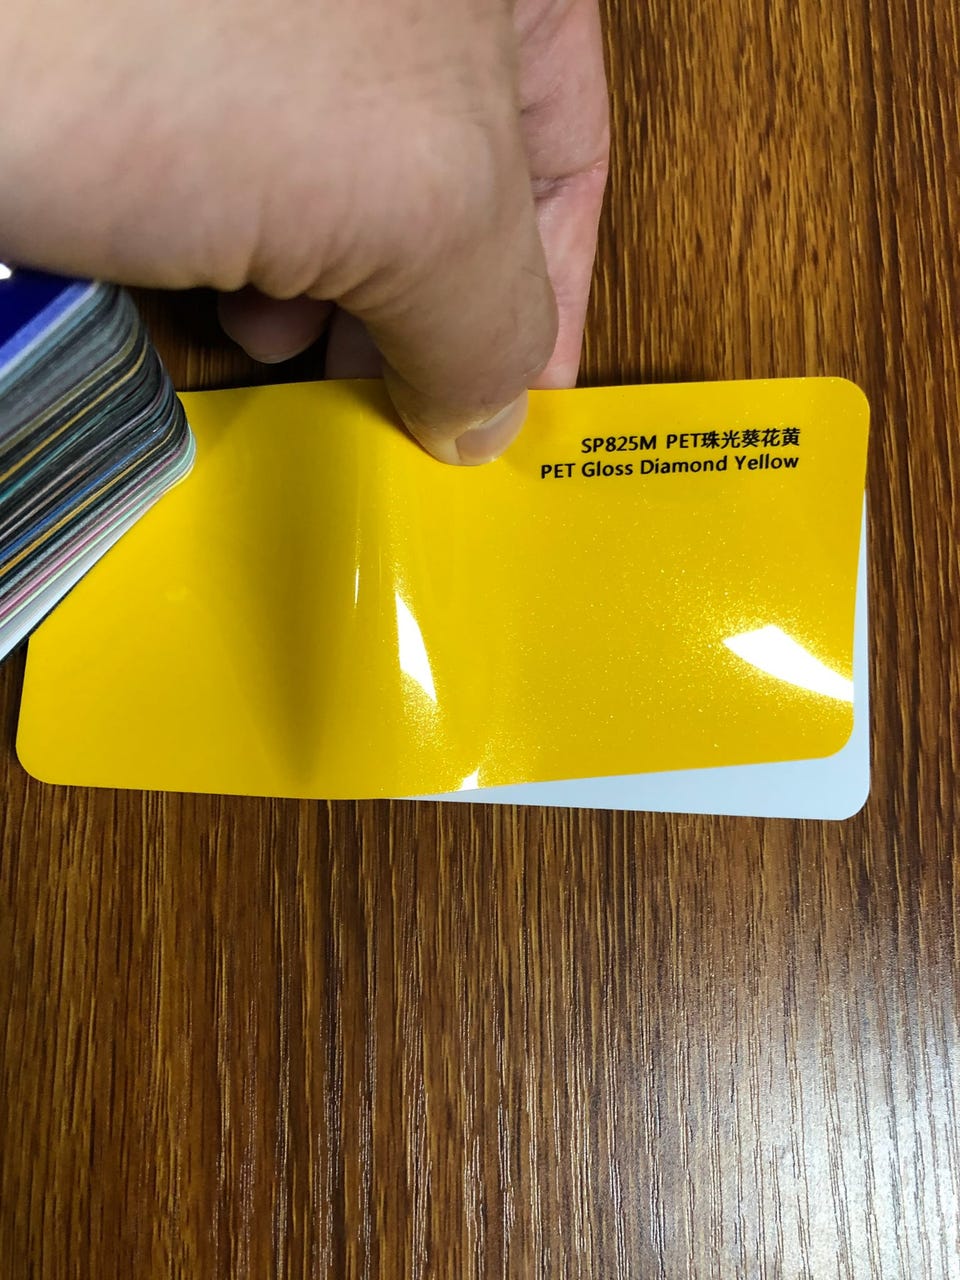 SP825M PET珠光葵花黄
PET Gloss Diamond Yellow